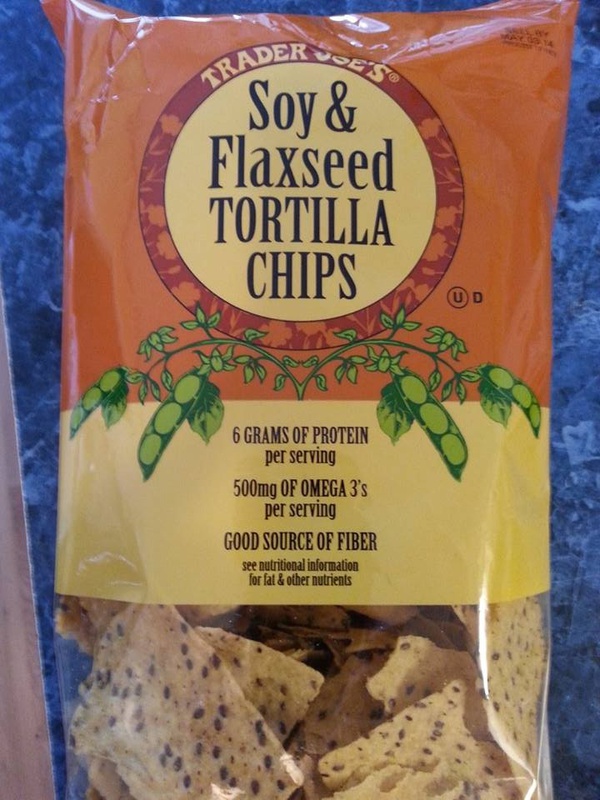 TRADER JOE'S®
Soy &
Flaxseed
TORTILLA
CHIPS
U D
6 GRAMS OF PROTEIN
per serving
500mg OF OMEGA 3's
per serving
GOOD SOURCE OF FIBER
see nutritional information
for fat & other nutrients